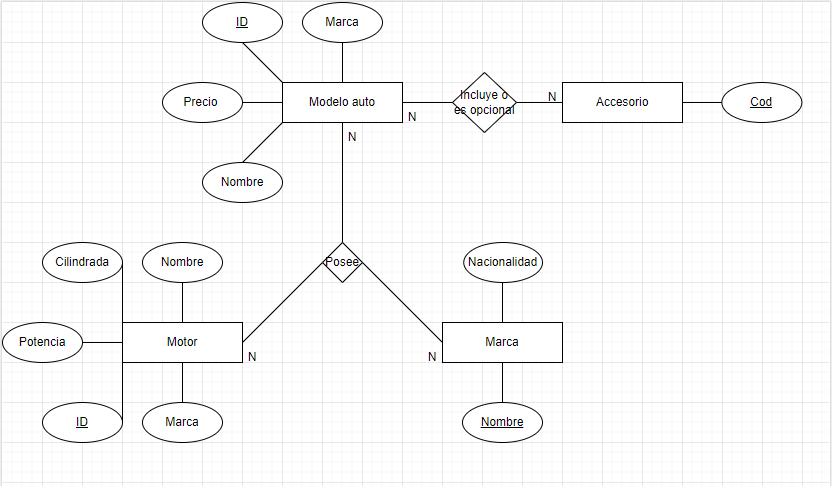 ID
Marca
Precio
Modelo auto
Incluye o
es opcional
N
N
Accesorio
Cod
N
Nombre
Cilindrada
Nombre
Posee
Nacionalidad
Potencia
Motor
N
N
Marca
ID
Marca
Nombre